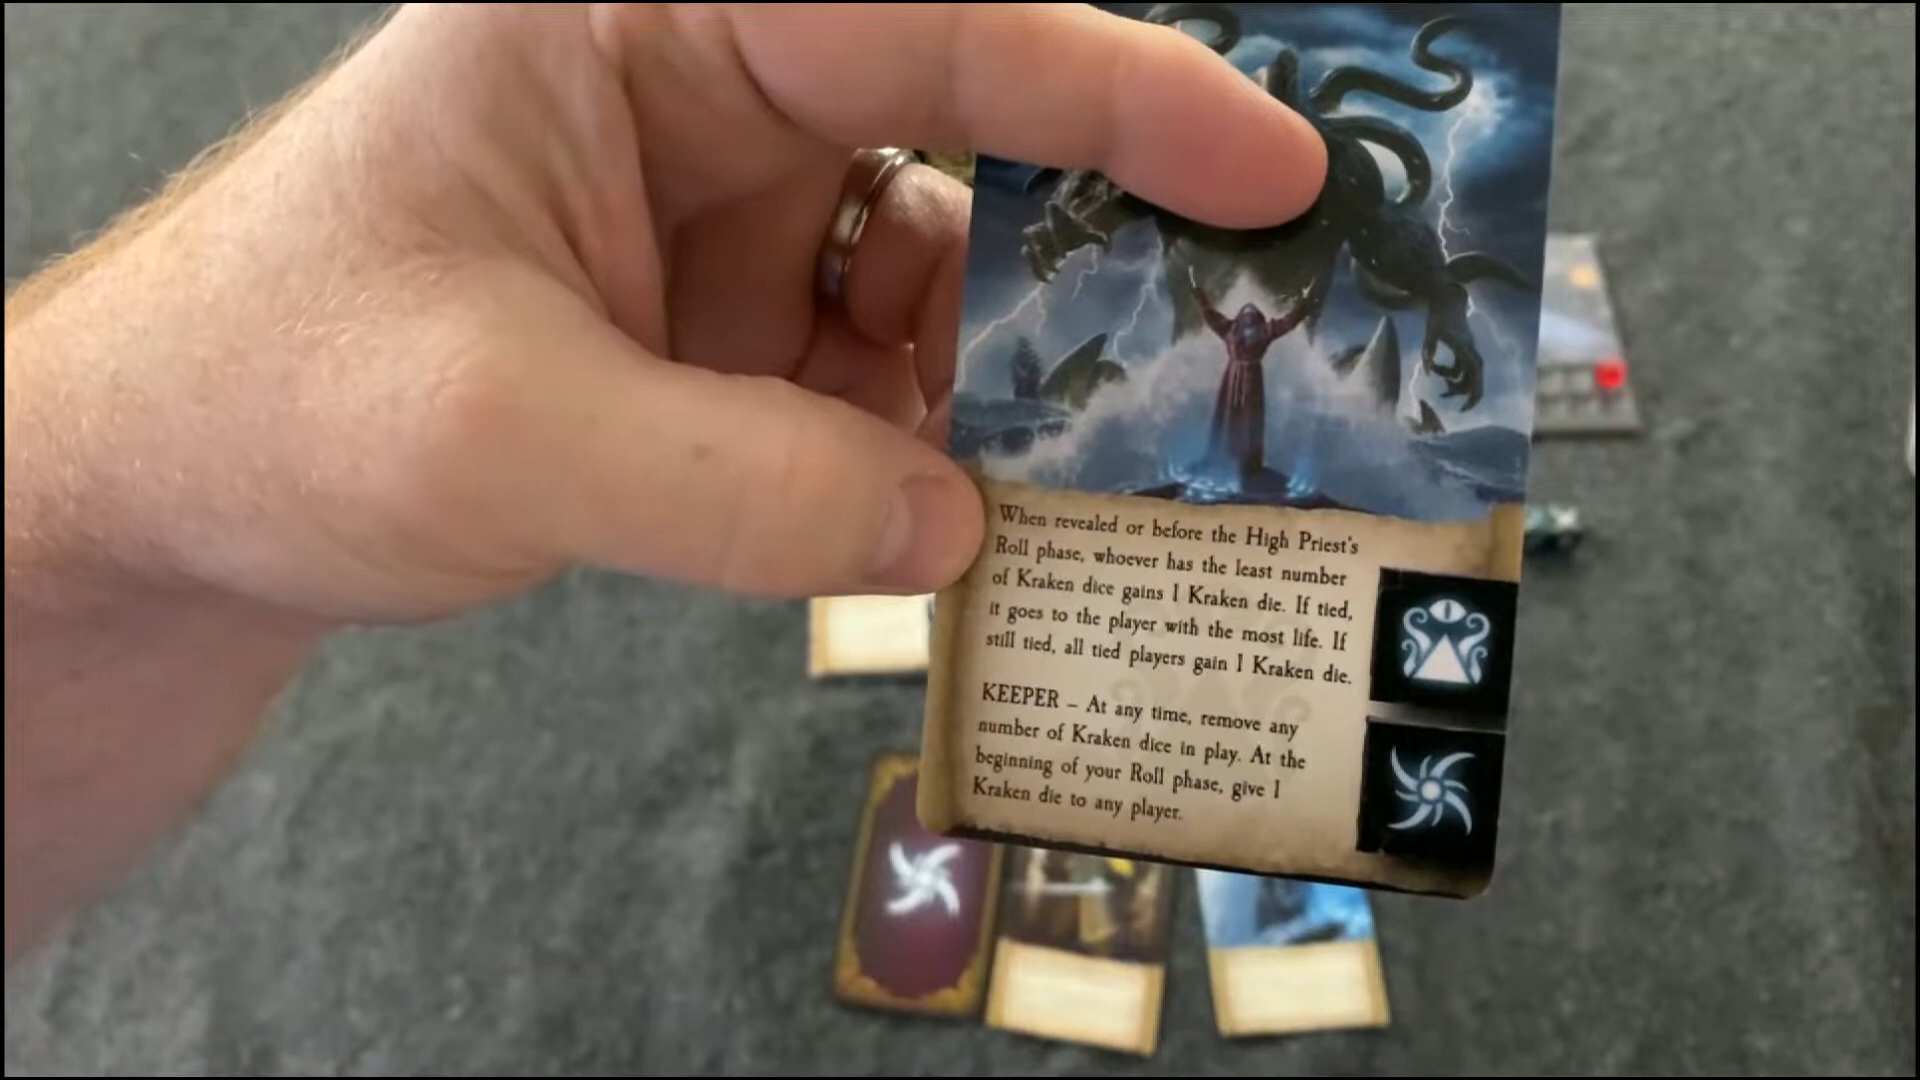 When revealed or before the High Priest's
Roll phase, whoever has the least number
of Kraken dice gains 1 Kraken die. If tied,
it goes to the player with the most life. If
still tied, all tied players gain 1 Kraken die.
KEEPER – At any time, remove any
number of Kraken dice in play. At the
beginning of your Roll phase, give 1
Kraken die to any player.